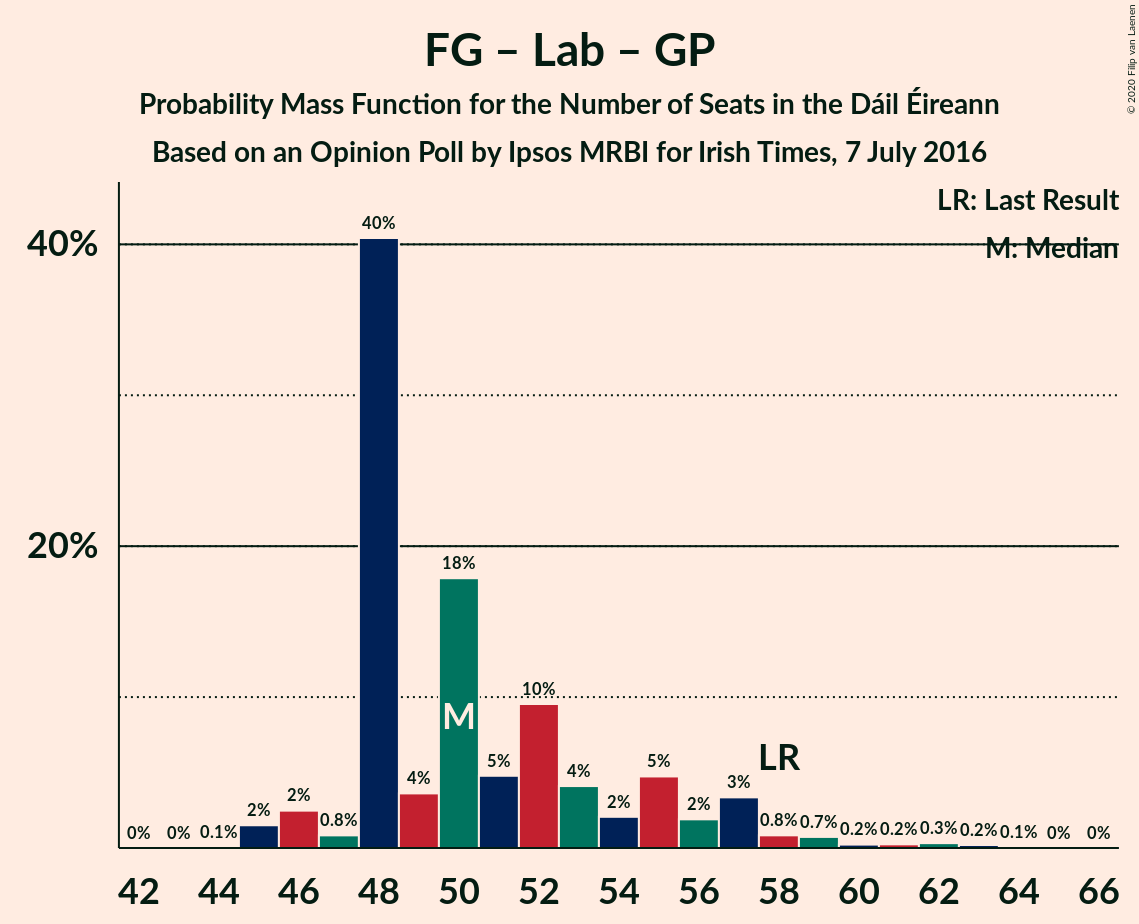 FG – Lab – GP
Probability Mass Function for the Number of Seats in the Dáil Éireann
Based on an Opinion Poll by Ipsos MRBI for Irish Times, 7 July 2016
© 2020 Filip van Laenen
LR: Last Result
M: Median
40%
20%
0% 0% 0.1% 2% 2% 0.8% 40% 4% 18% 5% 10% 4% 2% 5% 2% 3% 0.8% 0.7% 0.2% 0.2% 0.3% 0.2% 0.1% 0% 0%
M
LR
42 44 46 48 50 52 54 56 58 60 62 64 66